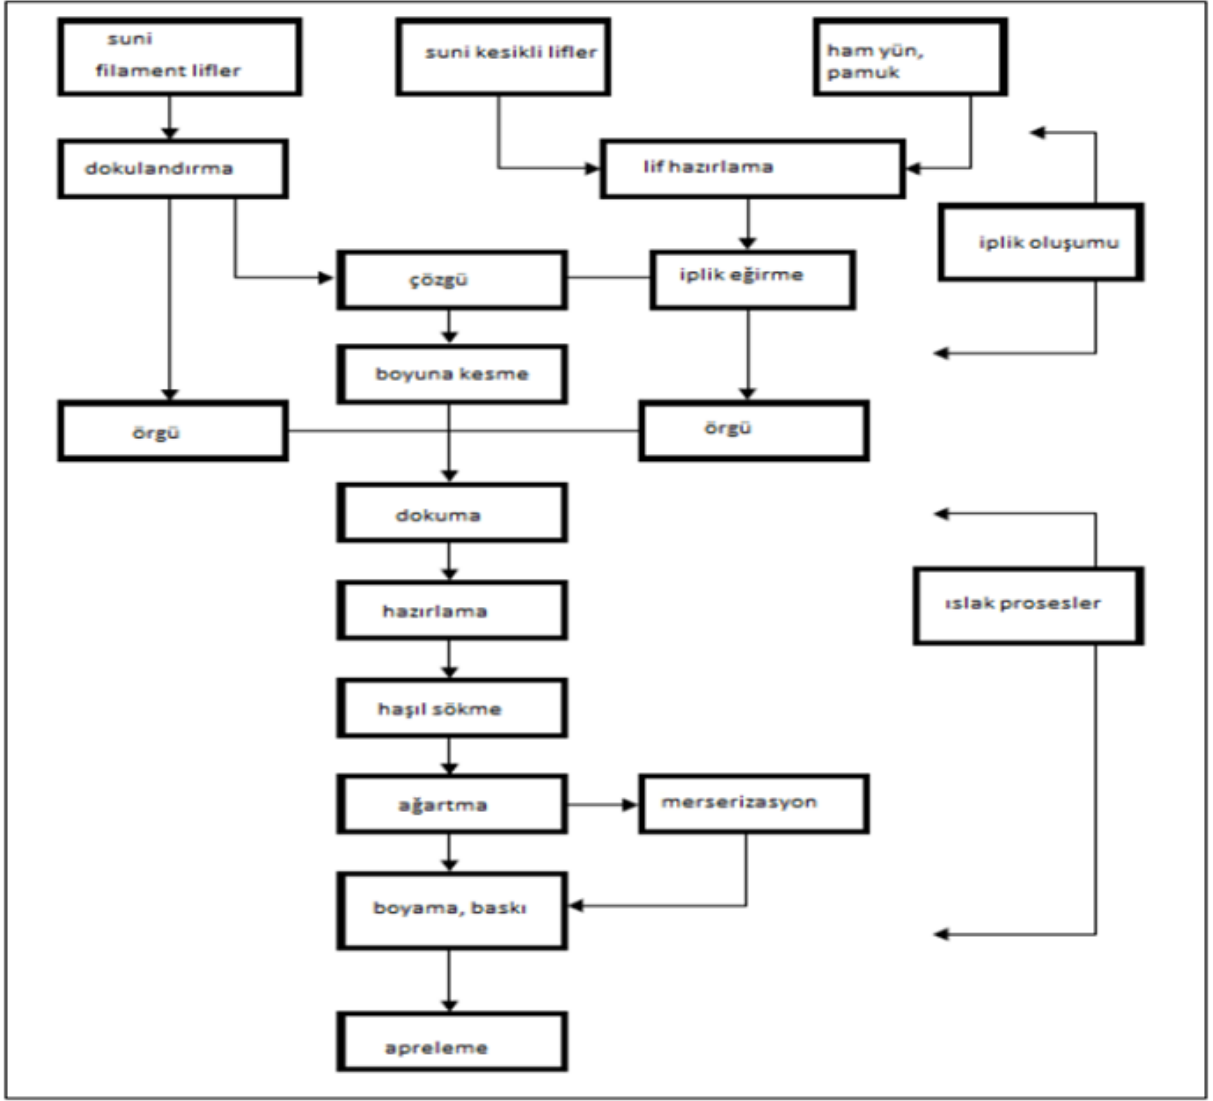 suni
filament lifler
suni kesikli lifler
ham yün,
pamuk
dokulandırma
lif hazırlama
iplik oluşumu
çözgü
iplik eğirme
boyuna kesme
örgü
örgü
dokuma
hazırlama
ıslak prosesler
haşıl sökme
ağartma
merserizasyon
boyama, baskı
apreleme